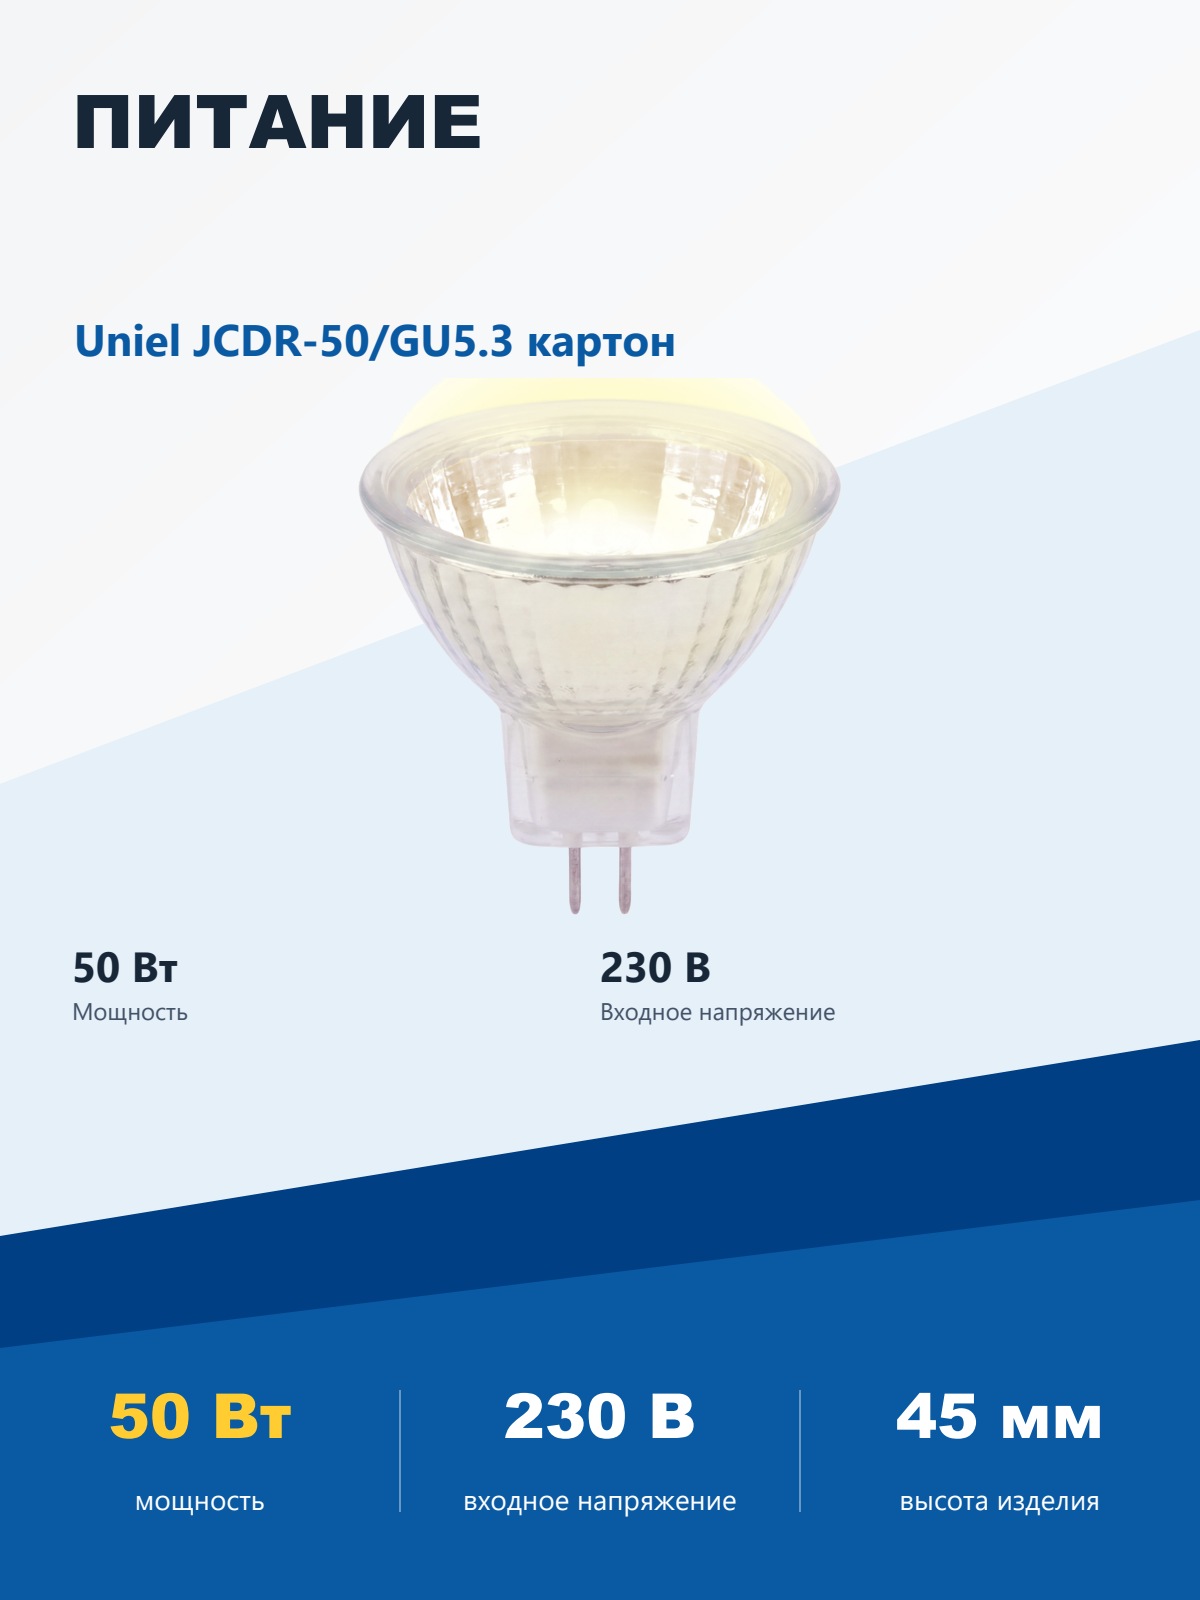 ПИТАНИЕ
Uniel JCDR-50/GU5.3 картон
50 Вт
Мощность
230 В
Входное напряжение
50 Вт
мощность
230 В
входное напряжение
45 мм
высота изделия